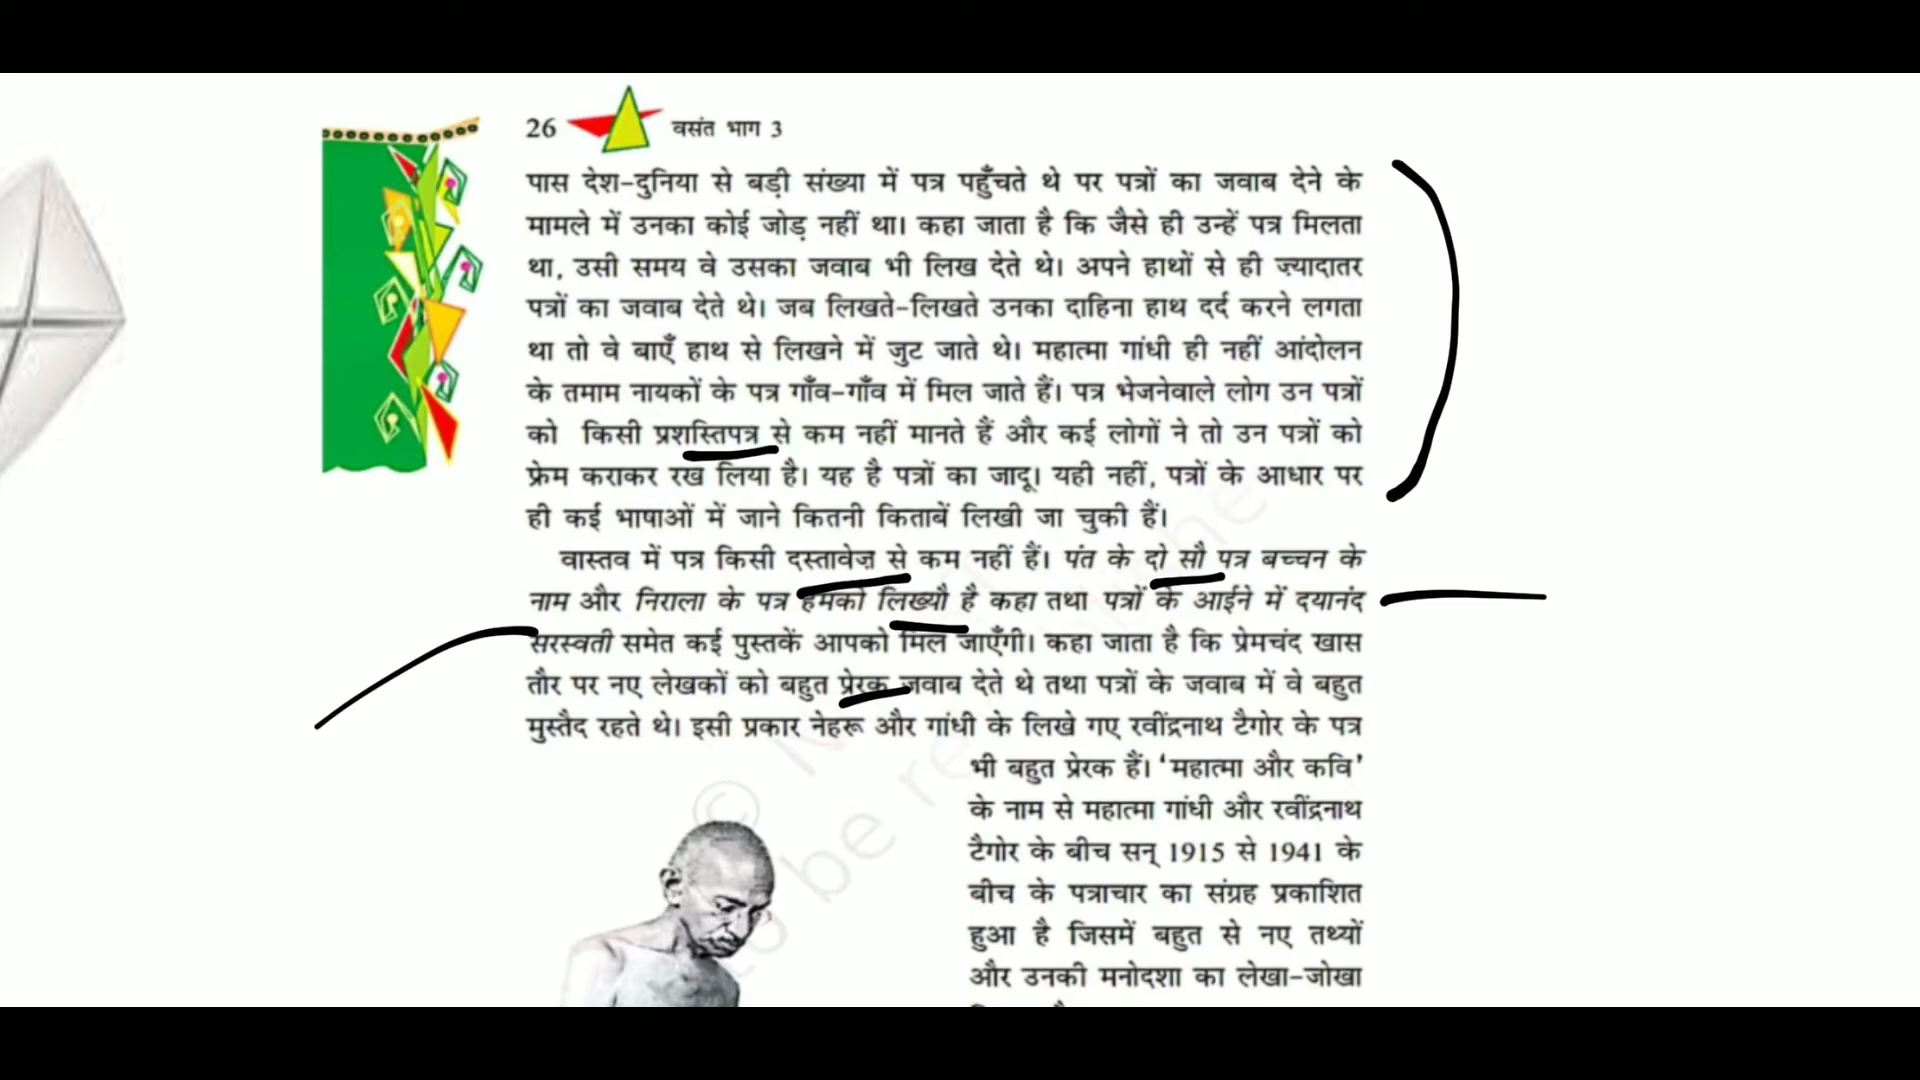 26 वसंत भाग 3
पास देश-दुनिया से बड़ी संख्या में पत्र पहुँचते थे पर पत्रों का जवाब देने के
मामले में उनका कोई जोड़ नहीं था। कहा जाता है कि जैसे ही उन्हें पत्र मिलता
था, उसी समय वे उसका जवाब भी लिख देते थे। अपने हाथों से ही ज़्यादातर
पत्रों का जवाब देते थे। जब लिखते-लिखते उनका दाहिना हाथ दर्द करने लगता
था तो वे बाएँ हाथ से लिखने में जुट जाते थे। महात्मा गांधी ही नहीं आंदोलन
के तमाम नायकों के पत्र गाँव-गाँव में मिल जाते हैं। पत्र भेजनेवाले लोग उन पत्रों
को किसी प्रशस्तिपत्र से कम नहीं मानते हैं और कई लोगों ने तो उन पत्रों को
फ्रेम कराकर रख लिया है। यह है पत्रों का जादू। यही नहीं, पत्रों के आधार पर
ही कई भाषाओं में जाने कितनी किताबें लिखी जा चुकी हैं।
वास्तव में पत्र किसी दस्तावेज़ से कम नहीं हैं। पंत के दो सौ पत्र बच्चन के
नाम और निराला के पत्र हमको लिख्यौ है कहा तथा पत्रों के आईने में दयानंद
सरस्वती समेत कई पुस्तकें आपको मिल जाएँगी। कहा जाता है कि प्रेमचंद खास
तौर पर नए लेखकों को बहुत प्रेरक जवाब देते थे तथा पत्रों के जवाब में वे बहुत
मुस्तैद रहते थे। इसी प्रकार नेहरू और गांधी के लिखे गए रवींद्रनाथ टैगोर के पत्र
भी बहुत प्रेरक हैं। ‘महात्मा और कवि’
के नाम से महात्मा गांधी और रवींद्रनाथ
टैगोर के बीच सन् 1915 से 1941 के
बीच के पत्राचार का संग्रह प्रकाशित
हुआ है जिसमें बहुत से नए तथ्यों
और उनकी मनोदशा का लेखा-जोखा